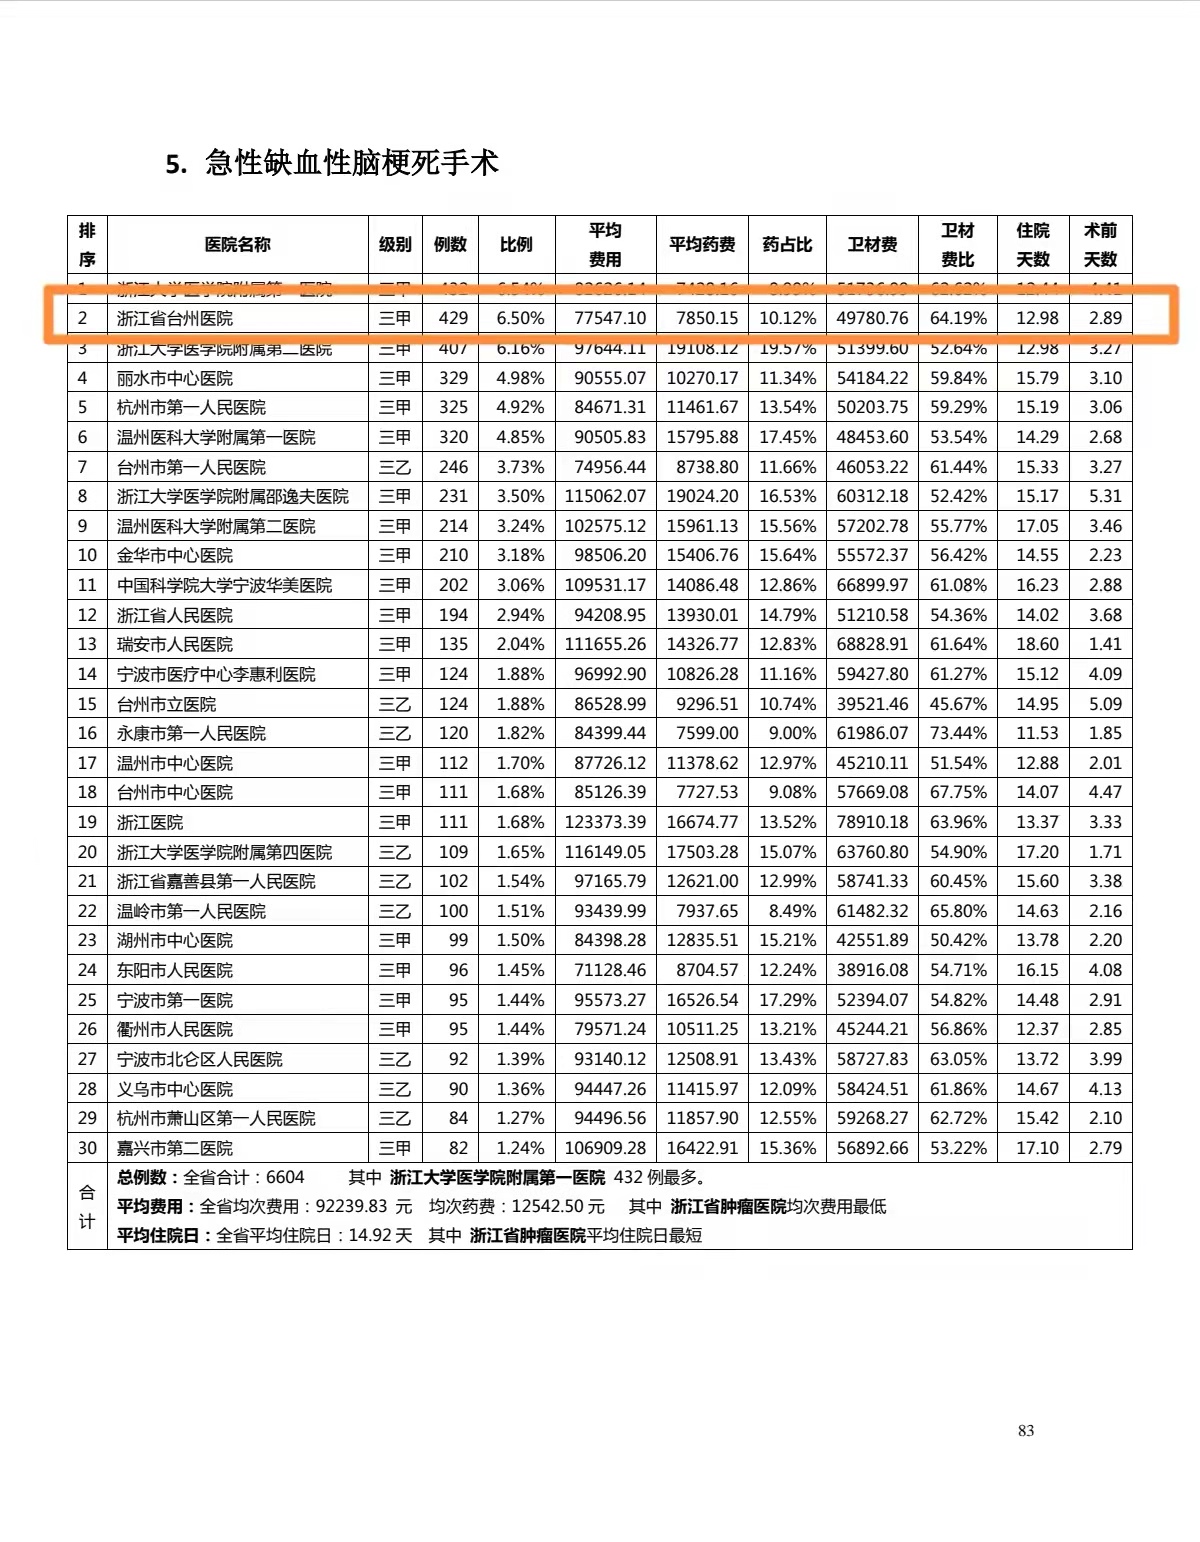 5. 急性缺血性脑梗死手术
排序 医院名称 级别 例数 比例 平均费用 平均药费 药占比 卫材费 卫材费比 住院天数 术前天数
1 浙江大学医学院附属第一医院 三甲 432 6.54%
2 浙江省台州医院 三甲 429 6.50% 77547.10 7850.15 10.12% 49780.76 64.19% 12.98 2.89
3 浙江大学医学院附属第二医院 三甲 407 6.16% 97644.11 19108.12 19.57% 51399.60 52.64% 12.98 3.27
4 丽水市中心医院 三甲 329 4.98% 90555.07 10270.17 11.34% 54184.22 59.84% 15.79 3.10
5 杭州市第一人民医院 三甲 325 4.92% 84671.31 11461.67 13.54% 50203.75 59.29% 15.19 3.06
6 温州医科大学附属第一医院 三甲 320 4.85% 90505.83 15795.88 17.45% 48453.60 53.54% 14.29 2.68
7 台州市第一人民医院 三乙 246 3.73% 74956.44 8738.80 11.66% 46053.22 61.44% 15.33 3.27
8 浙江大学医学院附属邵逸夫医院 三甲 231 3.50% 115062.07 19024.20 16.53% 60312.18 52.42% 15.17 5.31
9 温州医科大学附属第二医院 三甲 214 3.24% 102575.12 15961.13 15.56% 57202.78 55.77% 17.05 3.46
10 金华市中心医院 三甲 210 3.18% 98506.20 15406.76 15.64% 55572.37 56.42% 14.55 2.23
11 中国科学院大学宁波华美医院 三甲 202 3.06% 109531.17 14086.48 12.86% 66899.97 61.08% 16.23 2.88
12 浙江省人民医院 三甲 194 2.94% 94208.95 13930.01 14.79% 51210.58 54.36% 14.02 3.68
13 瑞安市人民医院 三甲 135 2.04% 111655.26 14326.77 12.83% 68828.91 61.64% 18.60 1.41
14 宁波市医疗中心李惠利医院 三甲 124 1.88% 96992.90 10826.28 11.16% 59427.80 61.27% 15.12 4.09
15 台州市立医院 三乙 124 1.88% 86528.99 9296.51 10.74% 39521.46 45.67% 14.95 5.09
16 永康市第一人民医院 三乙 120 1.82% 84399.44 7599.00 9.00% 61986.07 73.44% 11.53 1.85
17 温州市中心医院 三甲 112 1.70% 87726.12 11378.62 12.97% 45210.11 51.54% 12.88 2.01
18 台州市中心医院 三甲 111 1.68% 85126.39 7727.53 9.08% 57669.08 67.75% 14.07 4.47
19 浙江医院 三甲 111 1.68% 123373.39 16674.77 13.52% 78910.18 63.96% 13.37 3.33
20 浙江大学医学院附属第四医院 三乙 109 1.65% 116149.05 17503.28 15.07% 63760.80 54.90% 17.20 1.71
21 浙江省嘉善县第一人民医院 三乙 102 1.54% 97165.79 12621.00 12.99% 58741.33 60.45% 15.60 3.38
22 温岭市第一人民医院 三乙 100 1.51% 93439.99 7937.65 8.49% 61482.32 65.80% 14.63 2.16
23 湖州市中心医院 三甲 99 1.50% 84398.28 12835.51 15.21% 42551.89 50.42% 13.78 2.20
24 东阳市人民医院 三甲 96 1.45% 71128.46 8704.57 12.24% 38916.08 54.71% 16.15 4.08
25 宁波市第一医院 三甲 95 1.44% 95573.27 16526.54 17.29% 52394.07 54.82% 14.48 2.91
26 衢州市人民医院 三甲 95 1.44% 79571.24 10511.25 13.21% 45244.21 56.86% 12.37 2.85
27 宁波市北仑区人民医院 三乙 92 1.39% 93140.12 12508.91 13.43% 58727.83 63.05% 13.72 3.99
28 义乌市中心医院 三乙 90 1.36% 94447.26 11415.97 12.09% 58424.51 61.86% 14.67 4.13
29 杭州市萧山区第一人民医院 三乙 84 1.27% 94496.56 11857.90 12.55% 59268.27 62.72% 15.42 2.10
30 嘉兴市第二医院 三甲 82 1.24% 106909.28 16422.91 15.36% 56892.66 53.22% 17.10 2.79
合计
总例数：全省合计：6604 其中 浙江大学医学院附属第一医院 432 例最多。
平均费用：全省均次费用：92239.83 元 均次药费：12542.50 元 其中 浙江省肿瘤医院均次费用最低
平均住院日：全省平均住院日：14.92 天 其中 浙江省肿瘤医院平均住院日最短
83